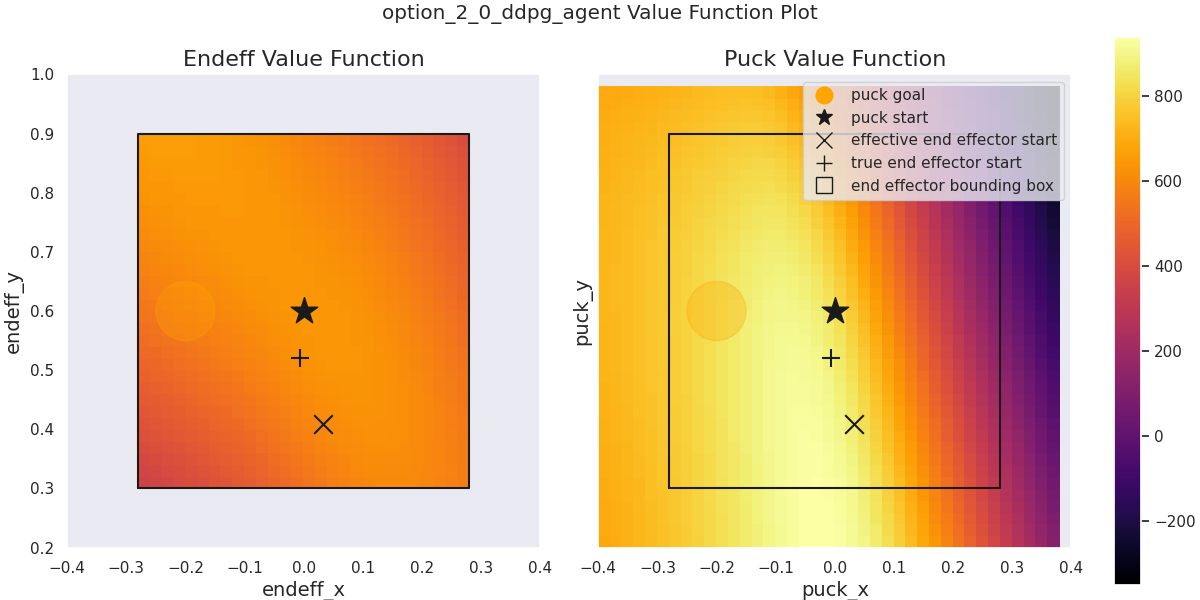 option_2_0_ddpg_agent Value Function Plot
Endeff Value Function
Puck Value Function
1.0
0.9
0.8
0.7
0.6
0.5
0.4
0.3
0.2
endeff_y
−0.4 −0.3 −0.2 −0.1 0.0 0.1 0.2 0.3 0.4
endeff_x
puck_y
puck goal
puck start
effective end effector start
true end effector start
end effector bounding box
−0.4 −0.3 −0.2 −0.1 0.0 0.1 0.2 0.3 0.4
puck_x
800
600
400
200
0
−200